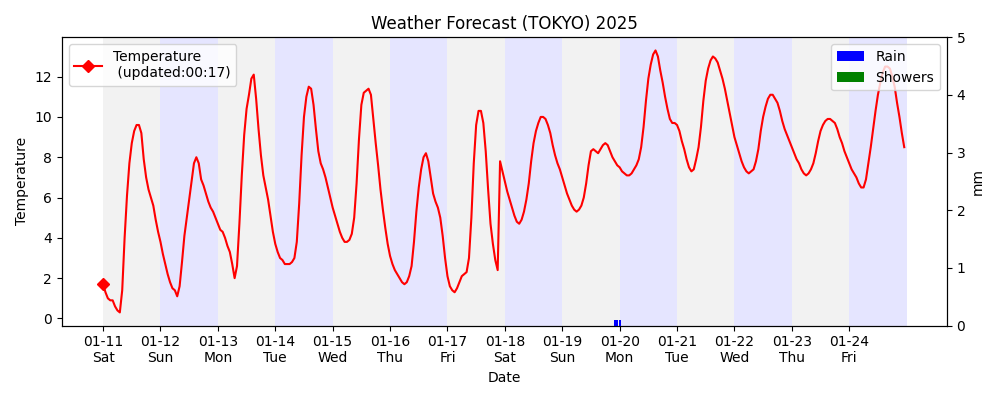 Weather Forecast (TOKYO) 2025
Temperature
(updated:00:17)
Rain
Showers
Temperature
12
10
8
6
4
2
0
5
4
3
2
1
0
mm
01-11 01-12 01-13 01-14 01-15 01-16 01-17 01-18 01-19 01-20 01-21 01-22 01-23 01-24
Sat Sun Mon Tue Wed Thu Fri Sat Sun Mon Tue Wed Thu Fri
Date